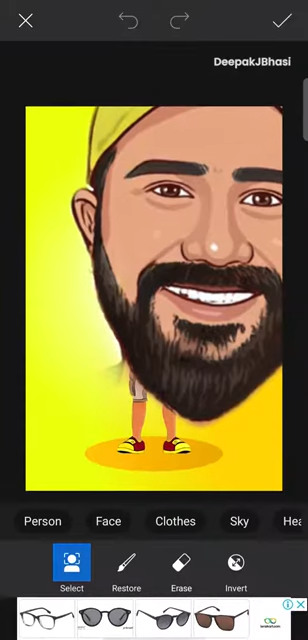 DeepakJBhasi
Person
Face
Clothes
Sky
Hea
Select
Restore
Erase
Invert